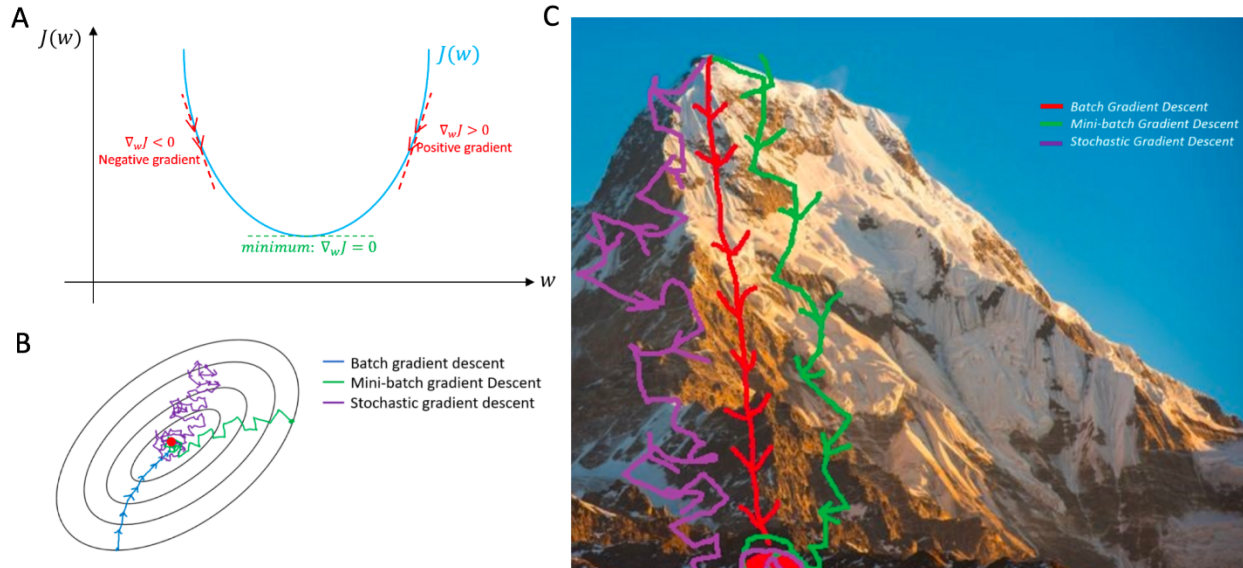 A
J(w)
J(w)
∇wJ < 0
Negative gradient
∇wJ > 0
Positive gradient
minimum: ∇wJ = 0
w
B
Batch gradient descent
Mini-batch gradient Descent
Stochastic gradient descent
C
Batch Gradient Descent
Mini-batch Gradient Descent
Stochastic Gradient Descent